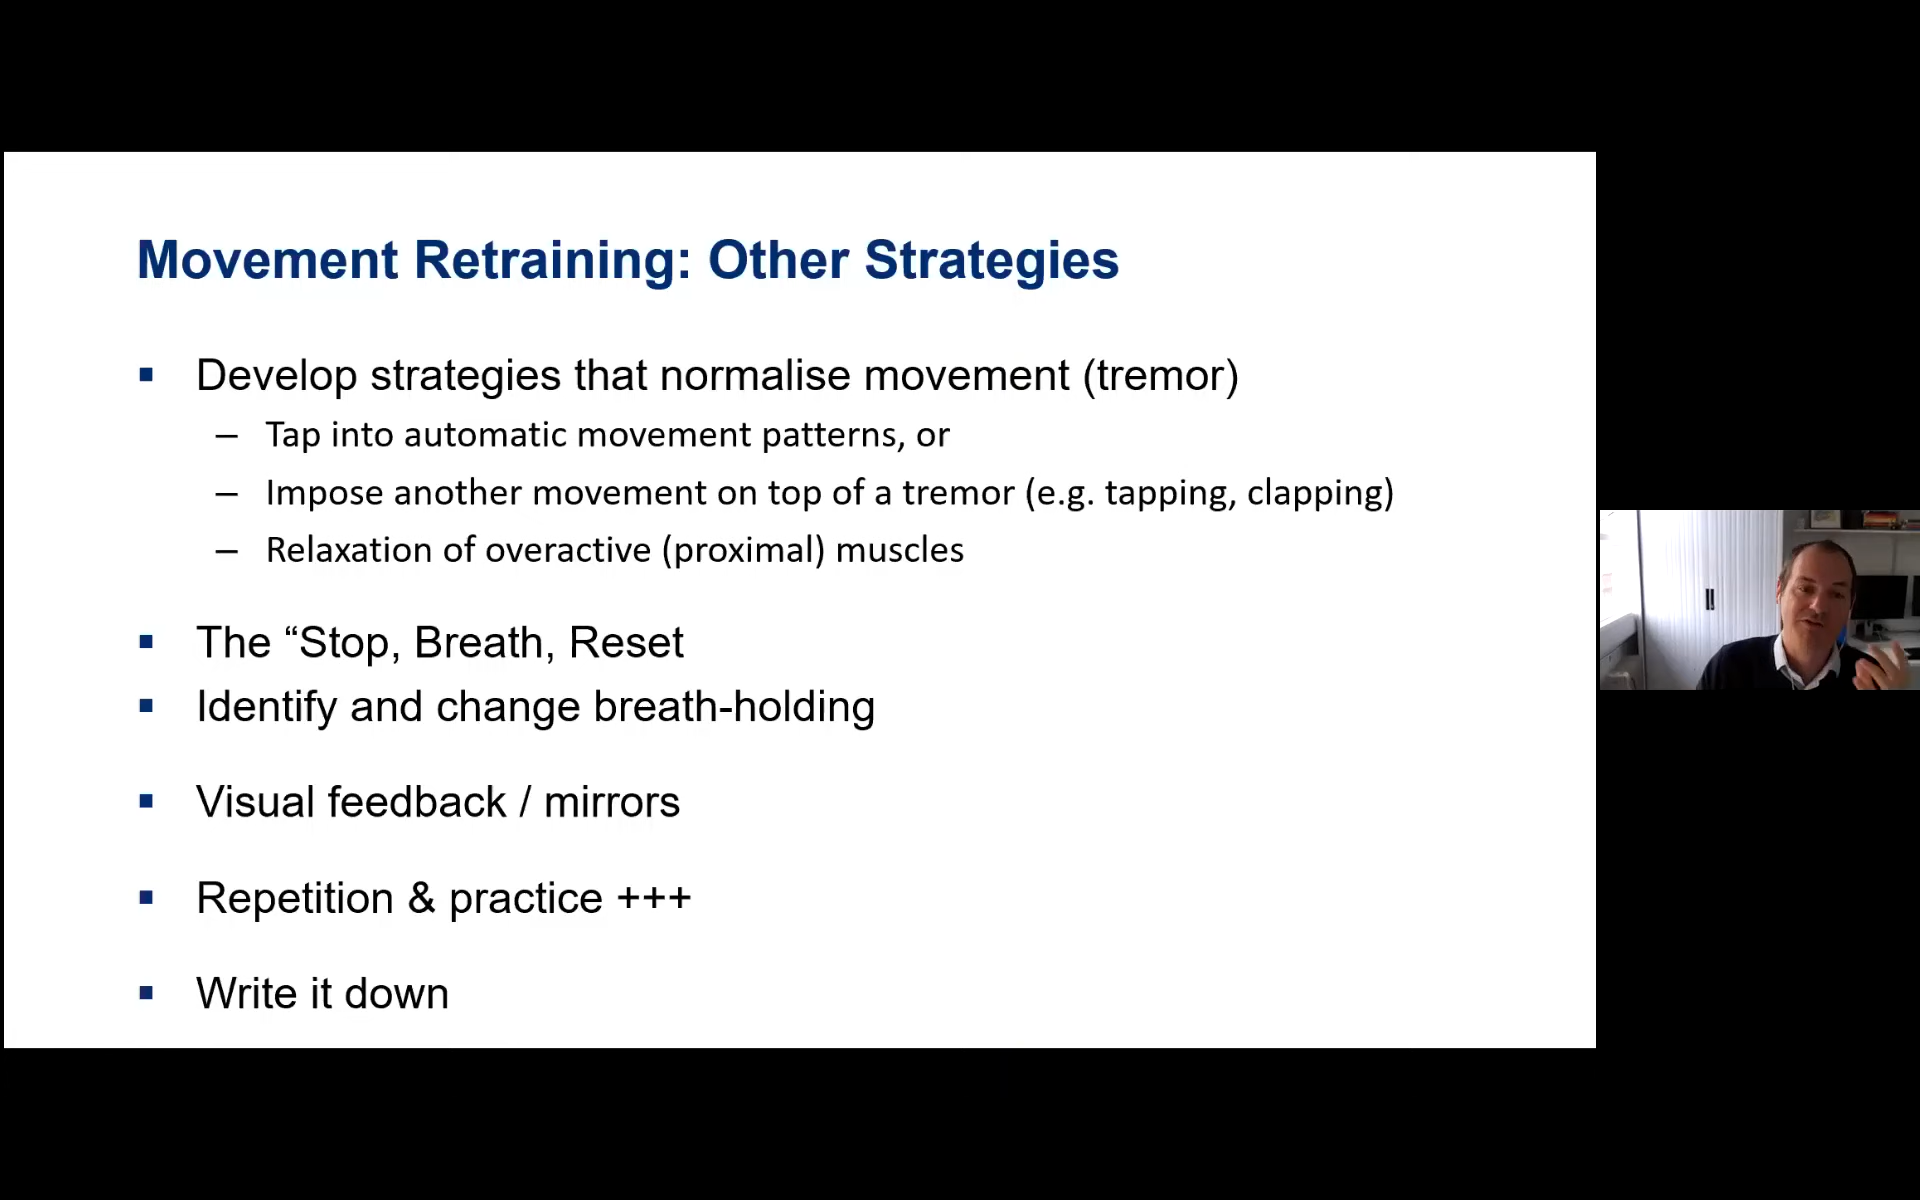 Movement Retraining: Other Strategies
▪ Develop strategies that normalise movement (tremor)
– Tap into automatic movement patterns, or
– Impose another movement on top of a tremor (e.g. tapping, clapping)
– Relaxation of overactive (proximal) muscles
▪ The “Stop, Breath, Reset
▪ Identify and change breath-holding
▪ Visual feedback / mirrors
▪ Repetition & practice +++
▪ Write it down